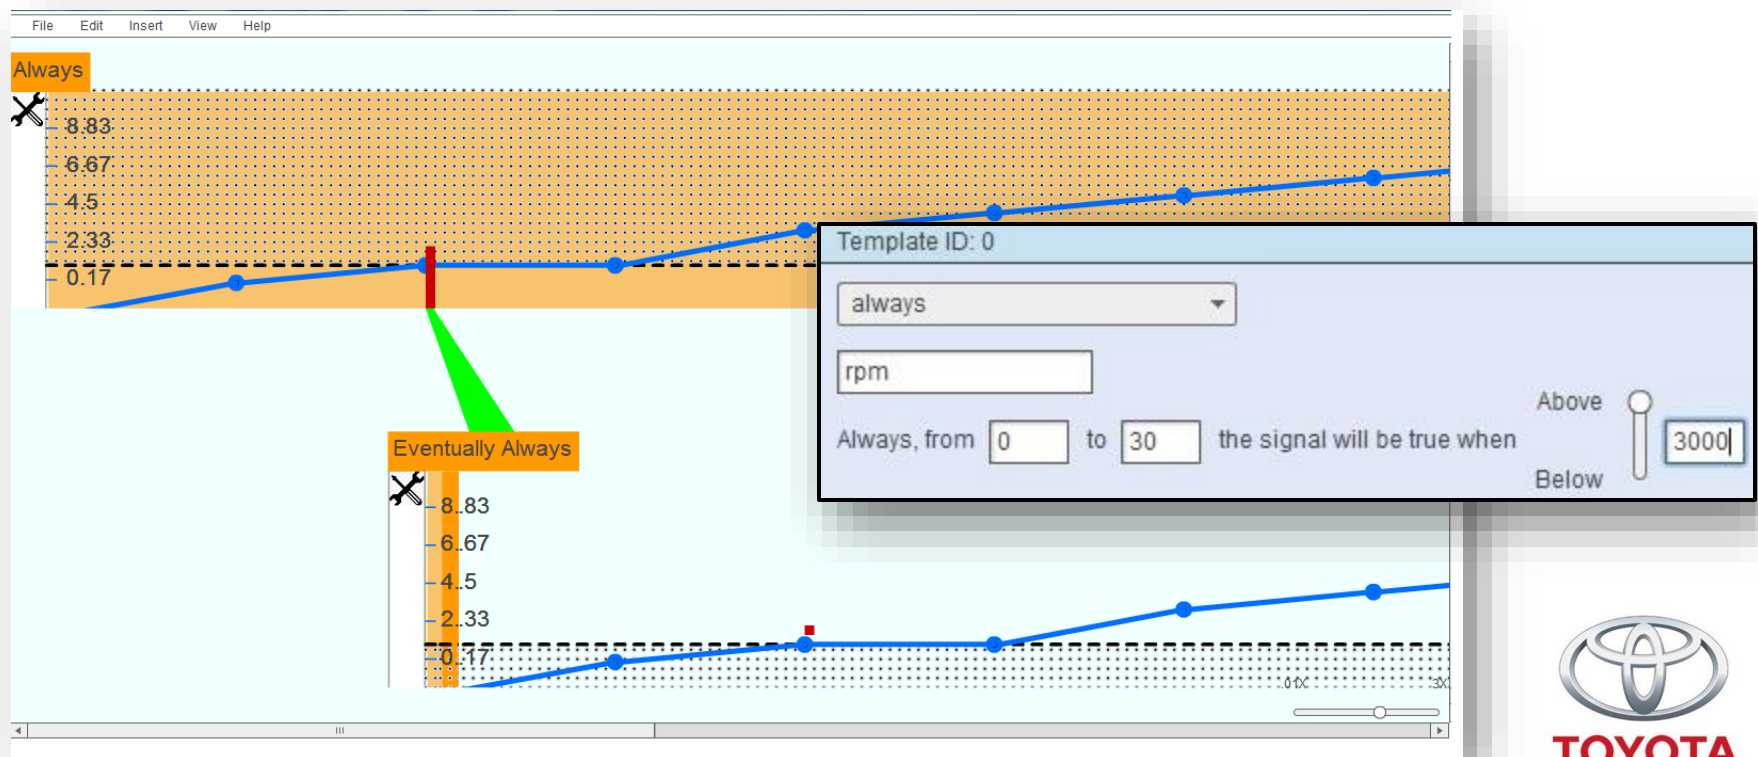 File Edit Insert View Help
Always
8.83
6.67
4.5
2.33
0.17
Template ID: 0
always
rpm
Above
Always, from 0 to 30 the signal will be true when 3000
Below
Eventually Always
8..83
6..67
4..5
2..33
0..17
.01X 3X
TOYOTA